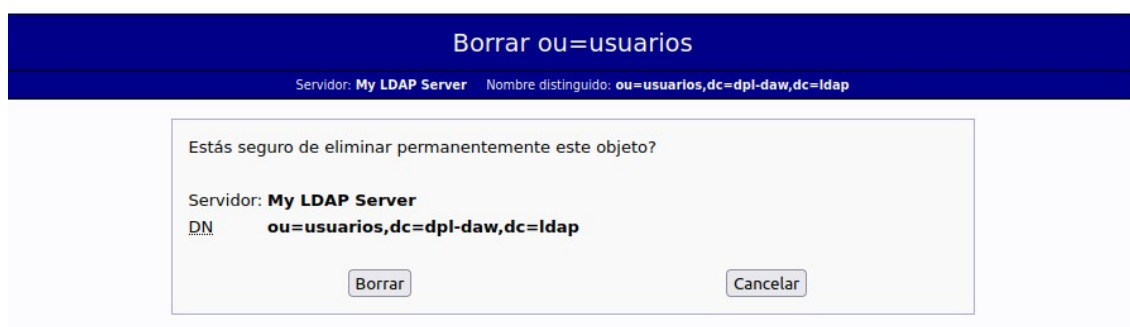 Borrar ou=usuarios
Servidor: My LDAP Server Nombre distinguido: ou=usuarios,dc=dpl-daw,dc=ldap
Estás seguro de eliminar permanentemente este objeto?
Servidor: My LDAP Server
DN ou=usuarios,dc=dpl-daw,dc=ldap
Borrar Cancelar